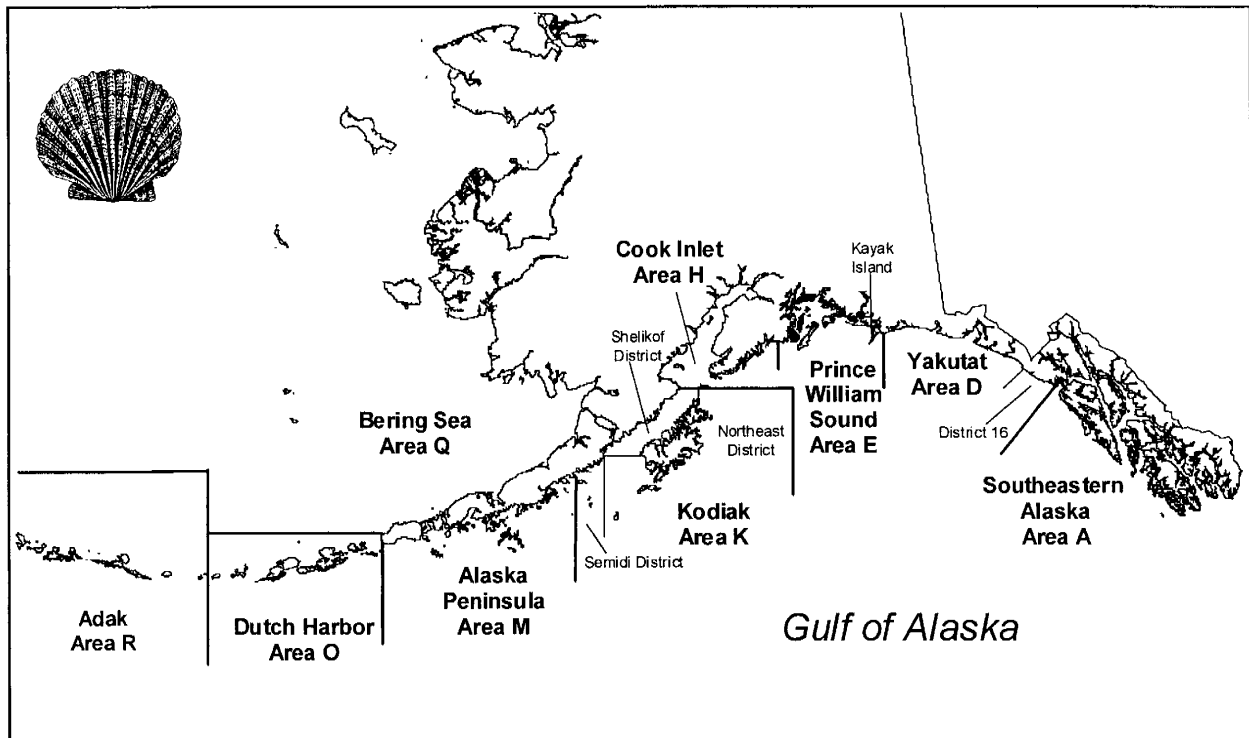 Cook Inlet
Area H
Kayak
Island
Shelikof
District
Prince
William
Sound
Area E
Yakutat
Area D
Bering Sea
Area Q
Northeast
District
District 16
Southeastern
Alaska
Area A
Kodiak
Area K
Semidi District
Alaska
Peninsula
Area M
Adak
Area R
Dutch Harbor
Area O
Gulf of Alaska